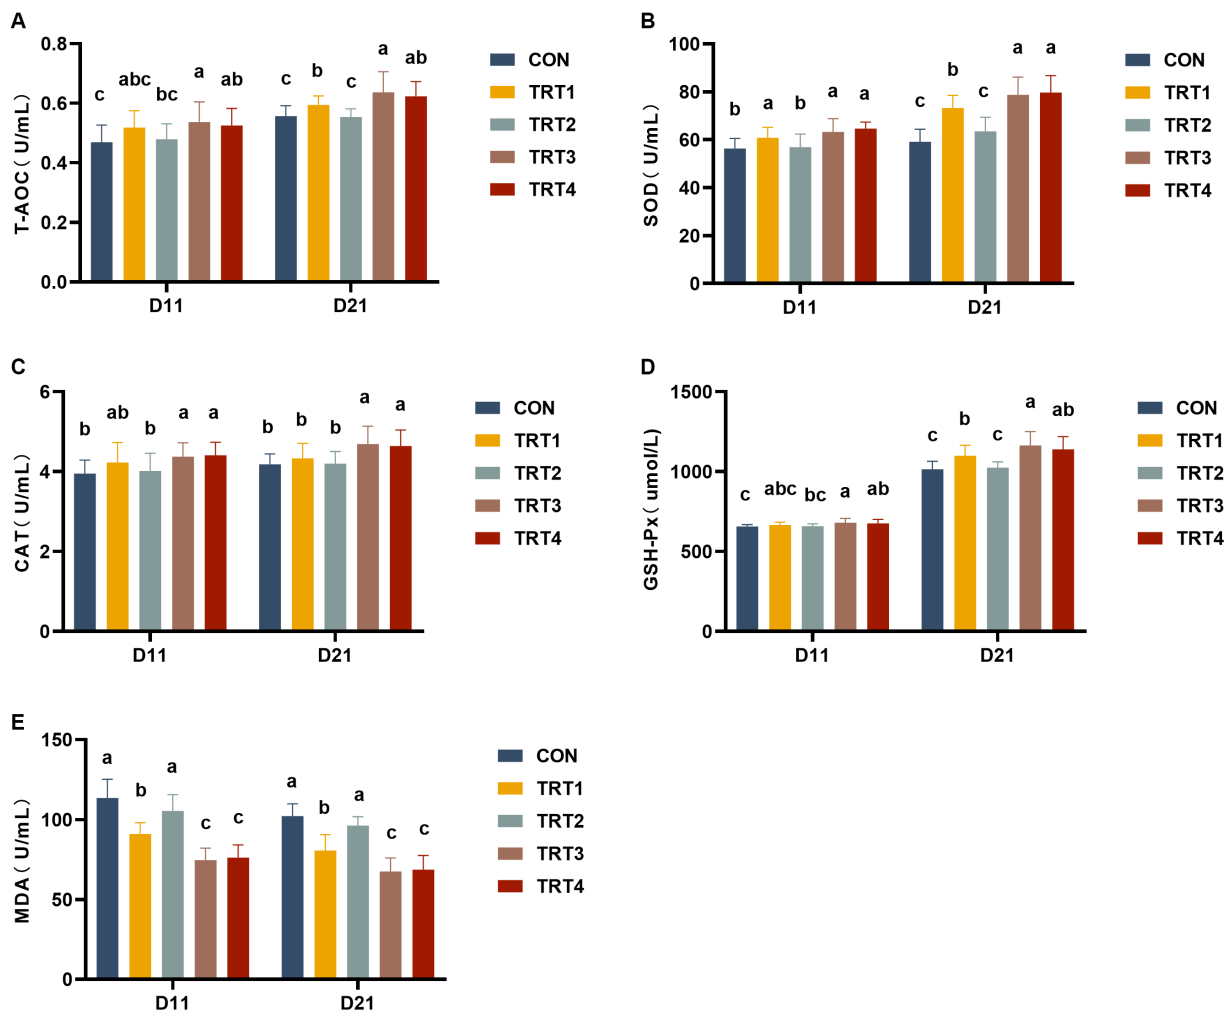 A
T-AOC（U/mL）
0.8
0.6
0.4
0.2
0.0
c abc bc a ab
c b c a ab
D11 D21
CON
TRT1
TRT2
TRT3
TRT4
B
SOD（U/mL）
100
80
60
40
20
0
b a b a a
c b c a a
D11 D21
CON
TRT1
TRT2
TRT3
TRT4
C
CAT（U/mL）
6
4
2
0
b ab b a a
b b b a a
D11 D21
CON
TRT1
TRT2
TRT3
TRT4
D
GSH-Px（umol/L)
1500
1000
500
0
c abc bc a ab
c b c a ab
D11 D21
CON
TRT1
TRT2
TRT3
TRT4
E
MDA（U/mL）
150
100
50
0
a b a c c
a b a c c
D11 D21
CON
TRT1
TRT2
TRT3
TRT4